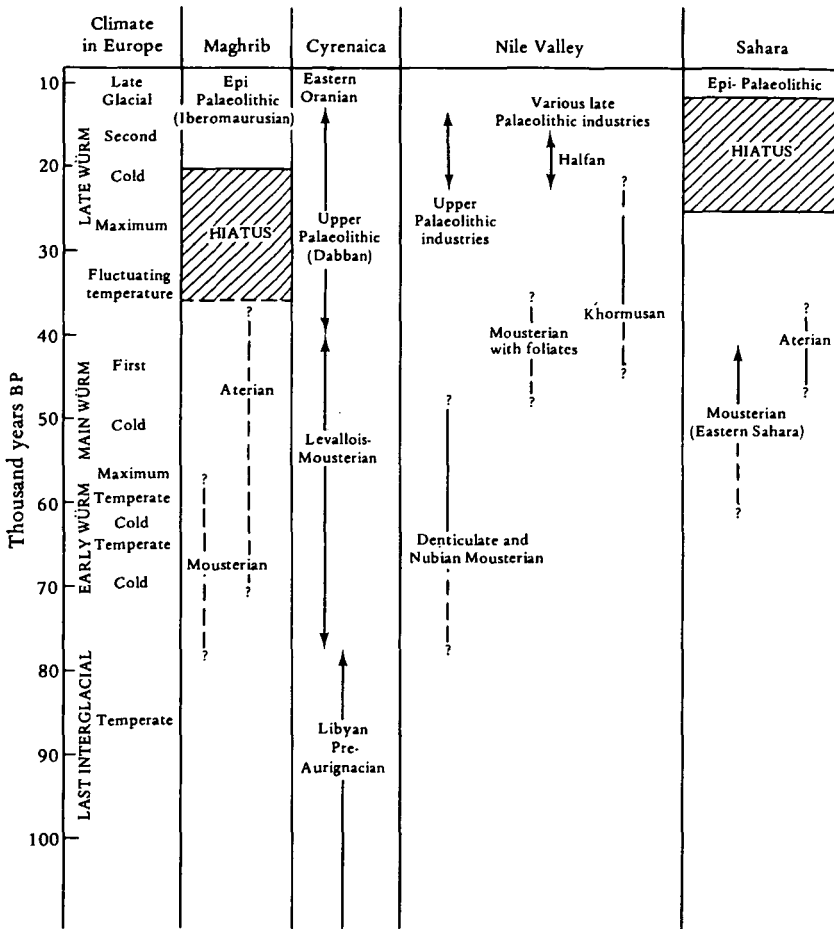 Climate
in Europe
Maghrib
Cyrenaica
Nile Valley
Sahara
Thousand years BP
10
20
30
40
50
60
70
80
90
100
LATE WÜRM
MAIN WÜRM
EARLY WÜRM
LAST INTERGLACIAL
Late
Glacial
Second
Cold
Maximum
Fluctuating
temperature
First
Cold
Maximum
Temperate
Cold
Temperate
Cold
Temperate
Epi
Palaeolithic
(Iberomaurusian)
HIATUS
?
Aterian
?
?
Mousterian
?
Eastern
Oranian
Upper
Palaeolithic
(Dabban)
Levallois-
Mousterian
Libyan
Pre-
Aurignacian
Various late
Palaeolithic industries
Halfan
Upper
Palaeolithic
industries
?
Khormusan
?
?
Mousterian
with foliates
?
?
Denticulate and
Nubian Mousterian
?
Epi-Palaeolithic
HIATUS
?
Aterian
?
Mousterian
(Eastern Sahara)
?